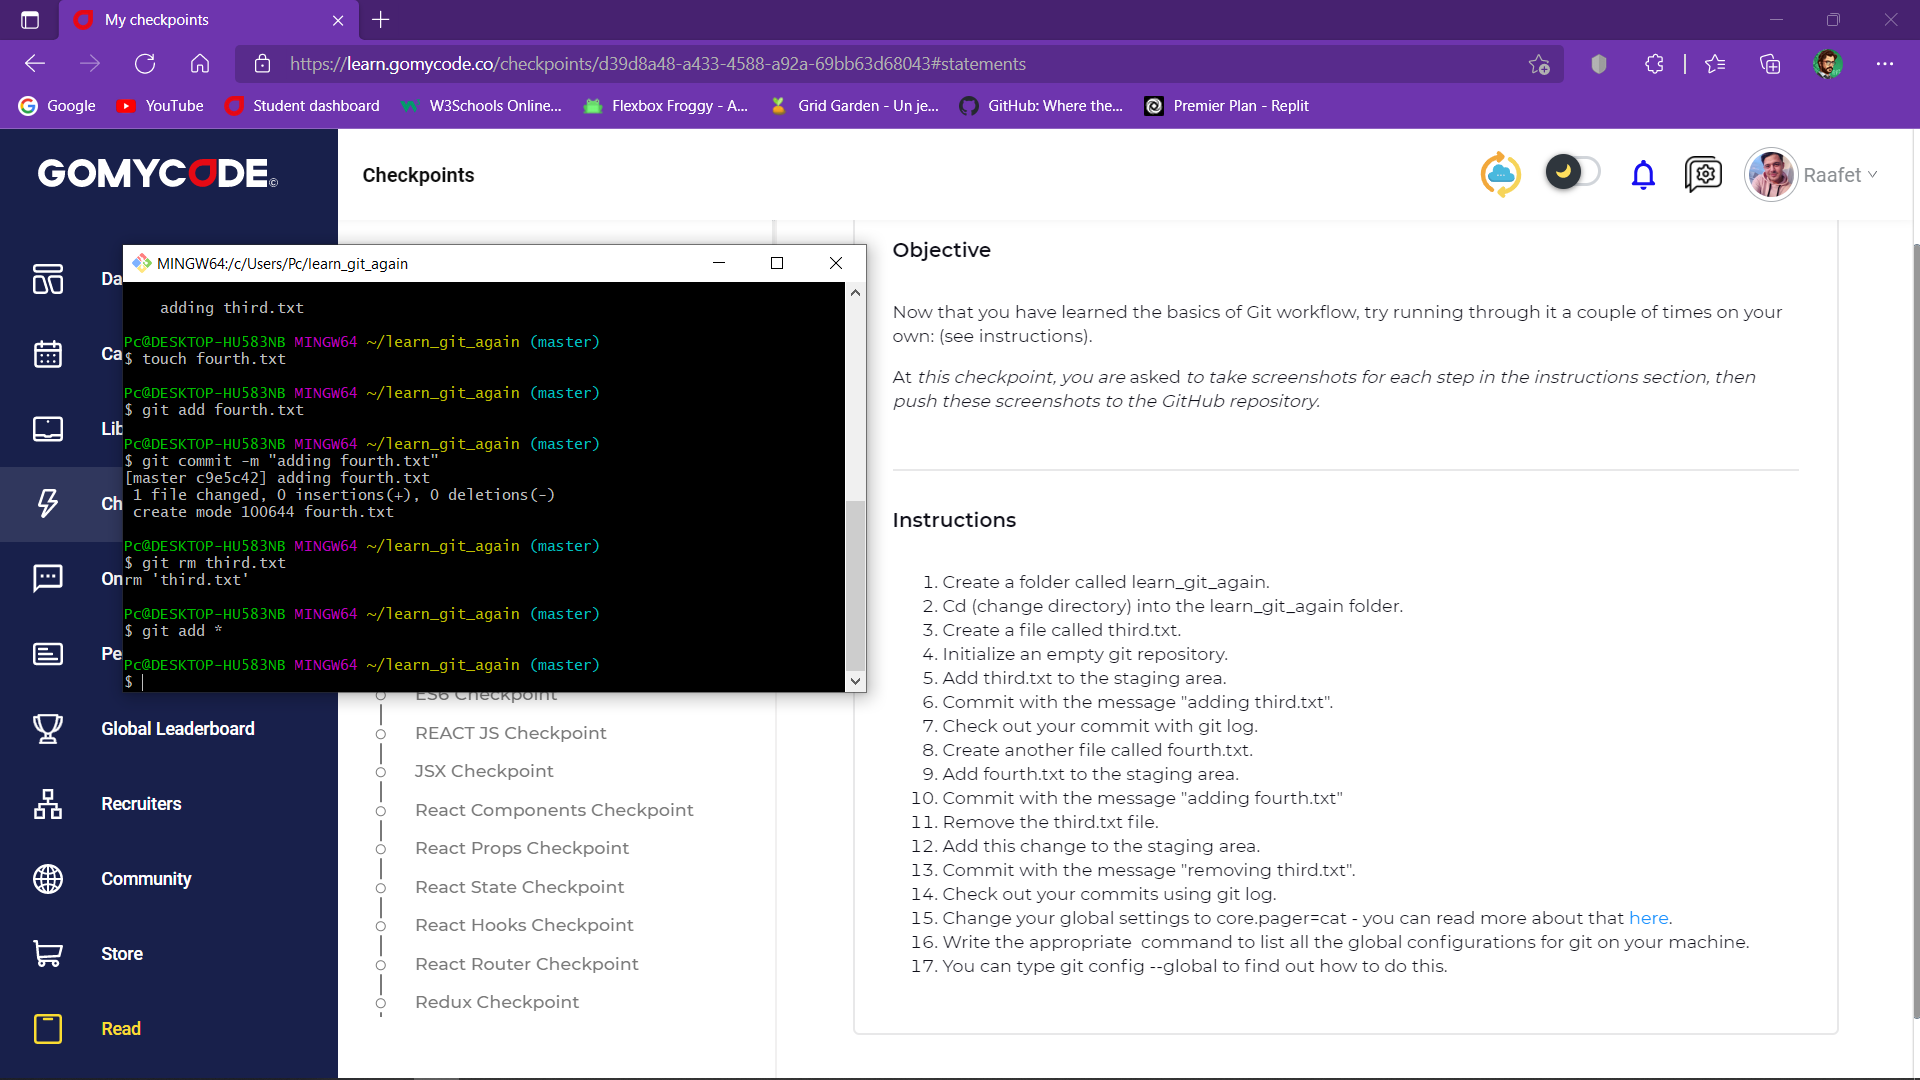 My checkpoints
https://learn.gomycode.co/checkpoints/d39d8a48-a433-4588-a92a-69bb63d68043#statements
Google
YouTube
Student dashboard
W3Schools Online...
Flexbox Froggy - A...
Grid Garden - Un je...
GitHub: Where the...
Premier Plan - Replit
GOMYCODE©
Checkpoints
Raafet
Da
Ca
Lib
Ch
On
Pe
Global Leaderboard
Recruiters
Community
Store
Read
MINGW64:/c/Users/Pc/learn_git_again
adding third.txt
Pc@DESKTOP-HU583NB MINGW64 ~/learn_git_again (master)
$ touch fourth.txt
Pc@DESKTOP-HU583NB MINGW64 ~/learn_git_again (master)
$ git add fourth.txt
Pc@DESKTOP-HU583NB MINGW64 ~/learn_git_again (master)
$ git commit -m "adding fourth.txt"
[master c9e5c42] adding fourth.txt
1 file changed, 0 insertions(+), 0 deletions(-)
create mode 100644 fourth.txt
Pc@DESKTOP-HU583NB MINGW64 ~/learn_git_again (master)
$ git rm third.txt
rm 'third.txt'
Pc@DESKTOP-HU583NB MINGW64 ~/learn_git_again (master)
$ git add *
Pc@DESKTOP-HU583NB MINGW64 ~/learn_git_again (master)
$
ES6 Checkpoint
REACT JS Checkpoint
JSX Checkpoint
React Components Checkpoint
React Props Checkpoint
React State Checkpoint
React Hooks Checkpoint
React Router Checkpoint
Redux Checkpoint
Objective
Now that you have learned the basics of Git workflow, try running through it a couple of times on your
own: (see instructions).
At this checkpoint, you are asked to take screenshots for each step in the instructions section, then
push these screenshots to the GitHub repository.
Instructions
1. Create a folder called learn_git_again.
2. Cd (change directory) into the learn_git_again folder.
3. Create a file called third.txt.
4. Initialize an empty git repository.
5. Add third.txt to the staging area.
6. Commit with the message "adding third.txt".
7. Check out your commit with git log.
8. Create another file called fourth.txt.
9. Add fourth.txt to the staging area.
10. Commit with the message "adding fourth.txt"
11. Remove the third.txt file.
12. Add this change to the staging area.
13. Commit with the message "removing third.txt".
14. Check out your commits using git log.
15. Change your global settings to core.pager=cat - you can read more about that here.
16. Write the appropriate  command to list all the global configurations for git on your machine.
17. You can type git config --global to find out how to do this.